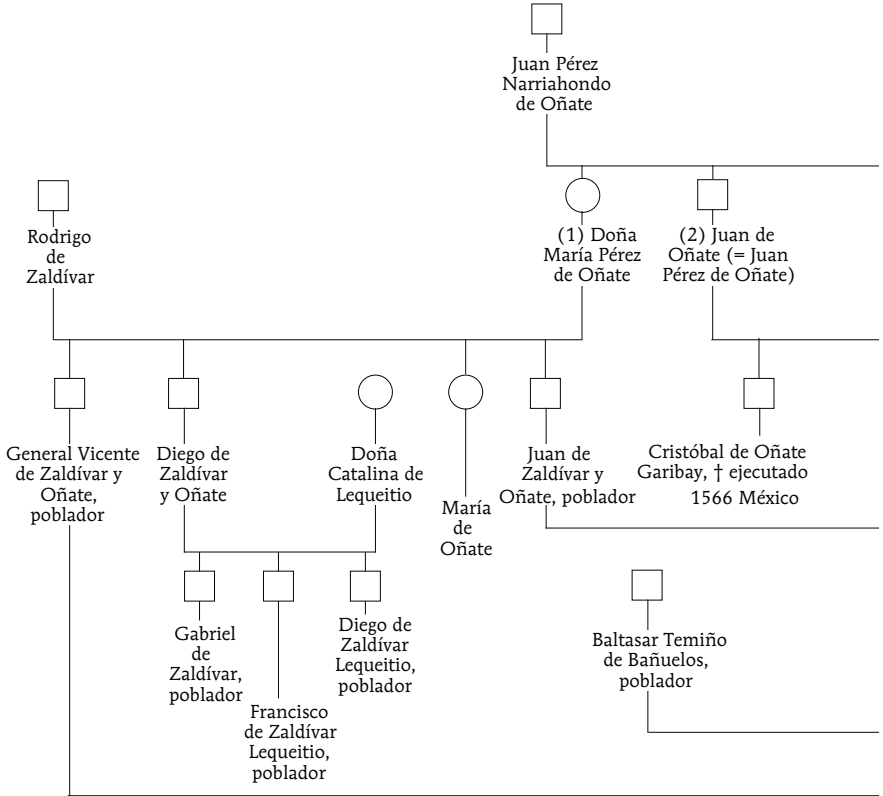 Juan Pérez
Narriahondo
de Oñate
Rodrigo
de
Zaldívar
(1) Doña
María Pérez
de Oñate
(2) Juan de
Oñate (= Juan
Pérez de Oñate)
General Vicente
de Zaldívar y
Oñate,
poblador
Diego de
Zaldívar
y Oñate
Doña
Catalina de
Lequeitio
María
de
Oñate
Juan de
Zaldívar y
Oñate, poblador
Cristóbal de Oñate
Garibay, † ejecutado
1566 México
Gabriel
de
Zaldívar,
poblador
Francisco
de Zaldívar
Lequeitio,
poblador
Diego de
Zaldívar
Lequeitio,
poblador
Baltasar Temiño
de Bañuelos,
poblador